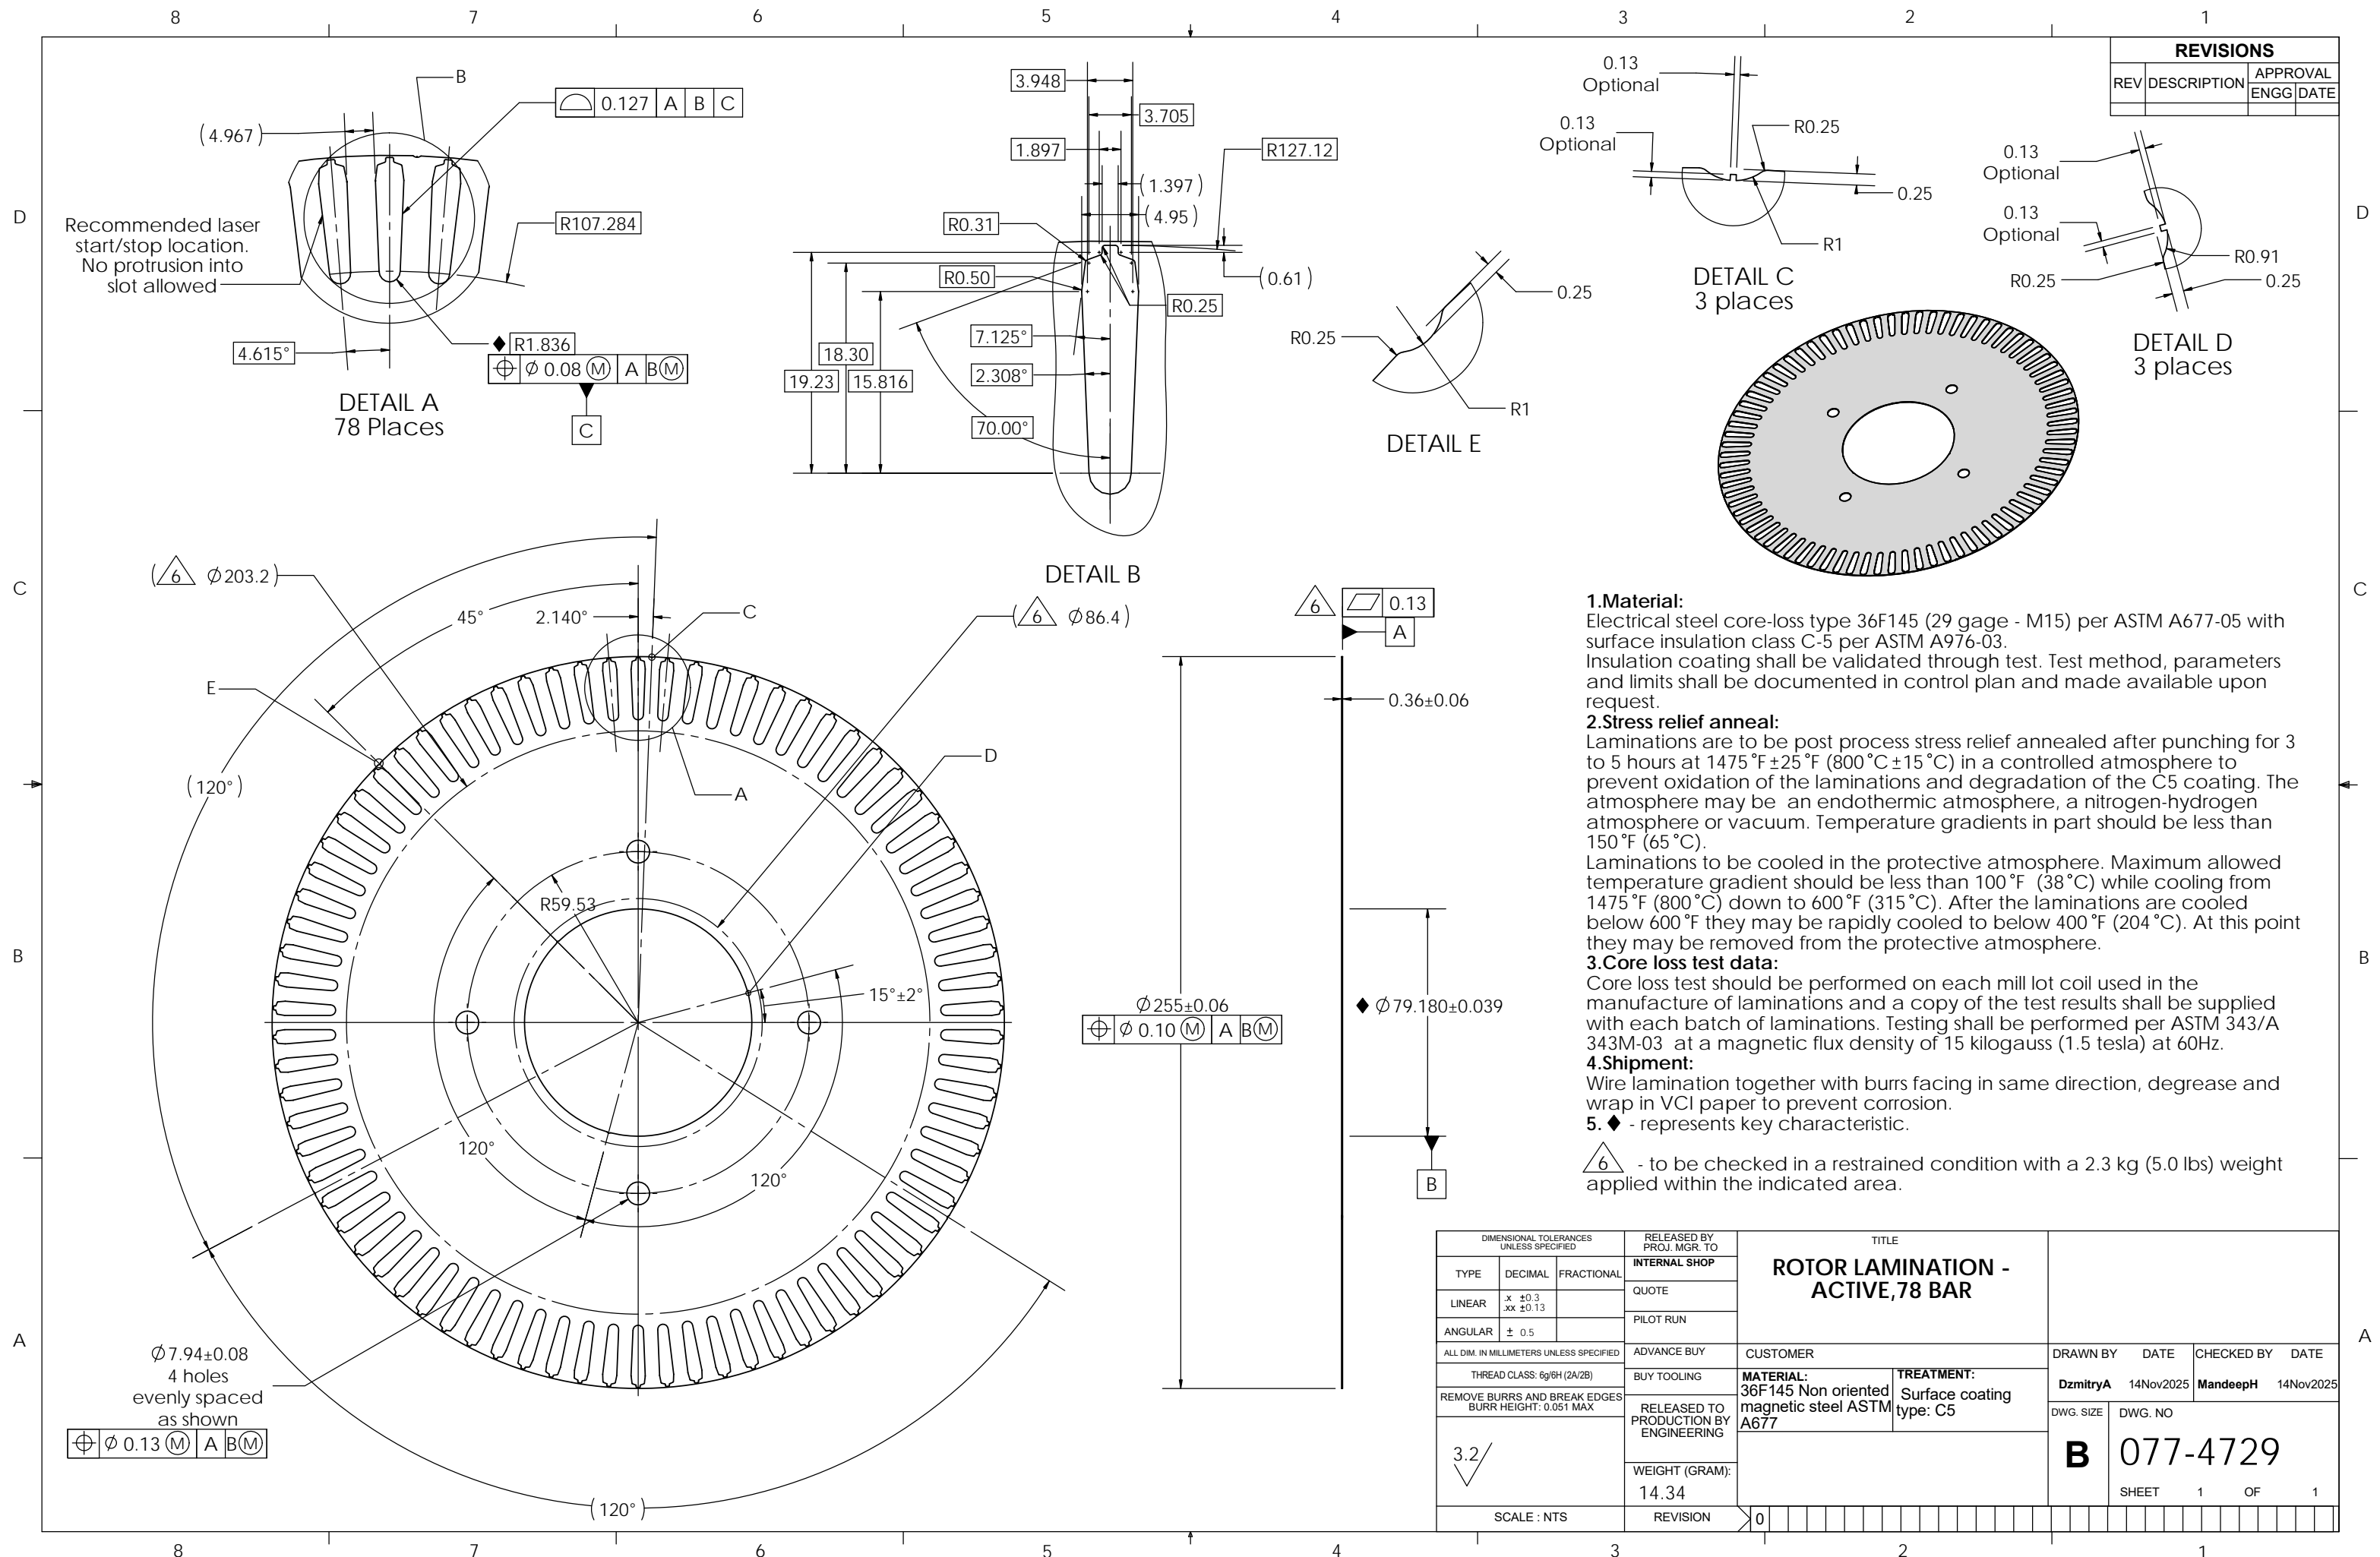 8 7 6 5 4 3 2 1
D
C
B
A
D
C
B
A
REVISIONS
REV DESCRIPTION APPROVAL
ENGG DATE
B
0.127 A B C
(4.967)
Recommended laser
start/stop location.
No protrusion into
slot allowed
R107.284
4.615°
♦ R1.836
⌀ 0.08 Ⓜ A BⓂ
C
DETAIL A
78 Places
3.948
3.705
1.897
R127.12
(1.397)
(4.95)
R0.31
R0.50
(0.61)
R0.25
7.125°
18.30
19.23
15.816
2.308°
70.00°
DETAIL B
R0.25
0.25
R1
DETAIL E
0.13
Optional
0.13
Optional
R0.25
0.25
R1
DETAIL C
3 places
0.13
Optional
0.13
Optional
R0.91
R0.25
0.25
DETAIL D
3 places
(6 ⌀203.2)
45°
2.140°
C
(6 ⌀86.4)
E
D
(120°)
A
R59.53
15°±2°
120°
120°
⌀7.94±0.08
4 holes
evenly spaced
as shown
⌀ 0.13 Ⓜ A BⓂ
(120°)
6 0.13
A
0.36±0.06
⌀255±0.06
⌀ 0.10 Ⓜ A BⓂ
♦ ⌀79.180±0.039
B
1.Material:
Electrical steel core-loss type 36F145 (29 gage - M15) per ASTM A677-05 with
surface insulation class C-5 per ASTM A976-03.
Insulation coating shall be validated through test. Test method, parameters
and limits shall be documented in control plan and made available upon
request.
2.Stress relief anneal:
Laminations are to be post process stress relief annealed after punching for 3
to 5 hours at 1475°F±25°F (800°C±15°C) in a controlled atmosphere to
prevent oxidation of the laminations and degradation of the C5 coating. The
atmosphere may be an endothermic atmosphere, a nitrogen-hydrogen
atmosphere or vacuum. Temperature gradients in part should be less than
150°F (65°C).
Laminations to be cooled in the protective atmosphere. Maximum allowed
temperature gradient should be less than 100°F (38°C) while cooling from
1475°F (800°C) down to 600°F (315°C). After the laminations are cooled
below 600°F they may be rapidly cooled to below 400°F (204°C). At this point
they may be removed from the protective atmosphere.
3.Core loss test data:
Core loss test should be performed on each mill lot coil used in the
manufacture of laminations and a copy of the test results shall be supplied
with each batch of laminations. Testing shall be performed per ASTM 343/A
343M-03 at a magnetic flux density of 15 kilogauss (1.5 tesla) at 60Hz.
4.Shipment:
Wire lamination together with burrs facing in same direction, degrease and
wrap in VCI paper to prevent corrosion.
5. ♦ - represents key characteristic.
6 - to be checked in a restrained condition with a 2.3 kg (5.0 lbs) weight
applied within the indicated area.
DIMENSIONAL TOLERANCES
UNLESS SPECIFIED
TYPE DECIMAL FRACTIONAL
LINEAR .x ±0.3
.xx ±0.13
ANGULAR ± 0.5
ALL DIM. IN MILLIMETERS UNLESS SPECIFIED
THREAD CLASS: 6g/6H (2A/2B)
REMOVE BURRS AND BREAK EDGES
BURR HEIGHT: 0.051 MAX
3.2
SCALE : NTS
RELEASED BY
PROJ. MGR. TO
INTERNAL SHOP
QUOTE
PILOT RUN
ADVANCE BUY
BUY TOOLING
RELEASED TO
PRODUCTION BY
ENGINEERING
WEIGHT (GRAM):
14.34
REVISION 0
TITLE
ROTOR LAMINATION -
ACTIVE,78 BAR
CUSTOMER
MATERIAL:
36F145 Non oriented
magnetic steel ASTM
A677
TREATMENT:
Surface coating
type: C5
DRAWN BY DATE CHECKED BY DATE
DzmitryA 14Nov2025 MandeepH 14Nov2025
DWG. SIZE DWG. NO
B 077-4729
SHEET 1 OF 1
8 7 6 5 4 3 2 1